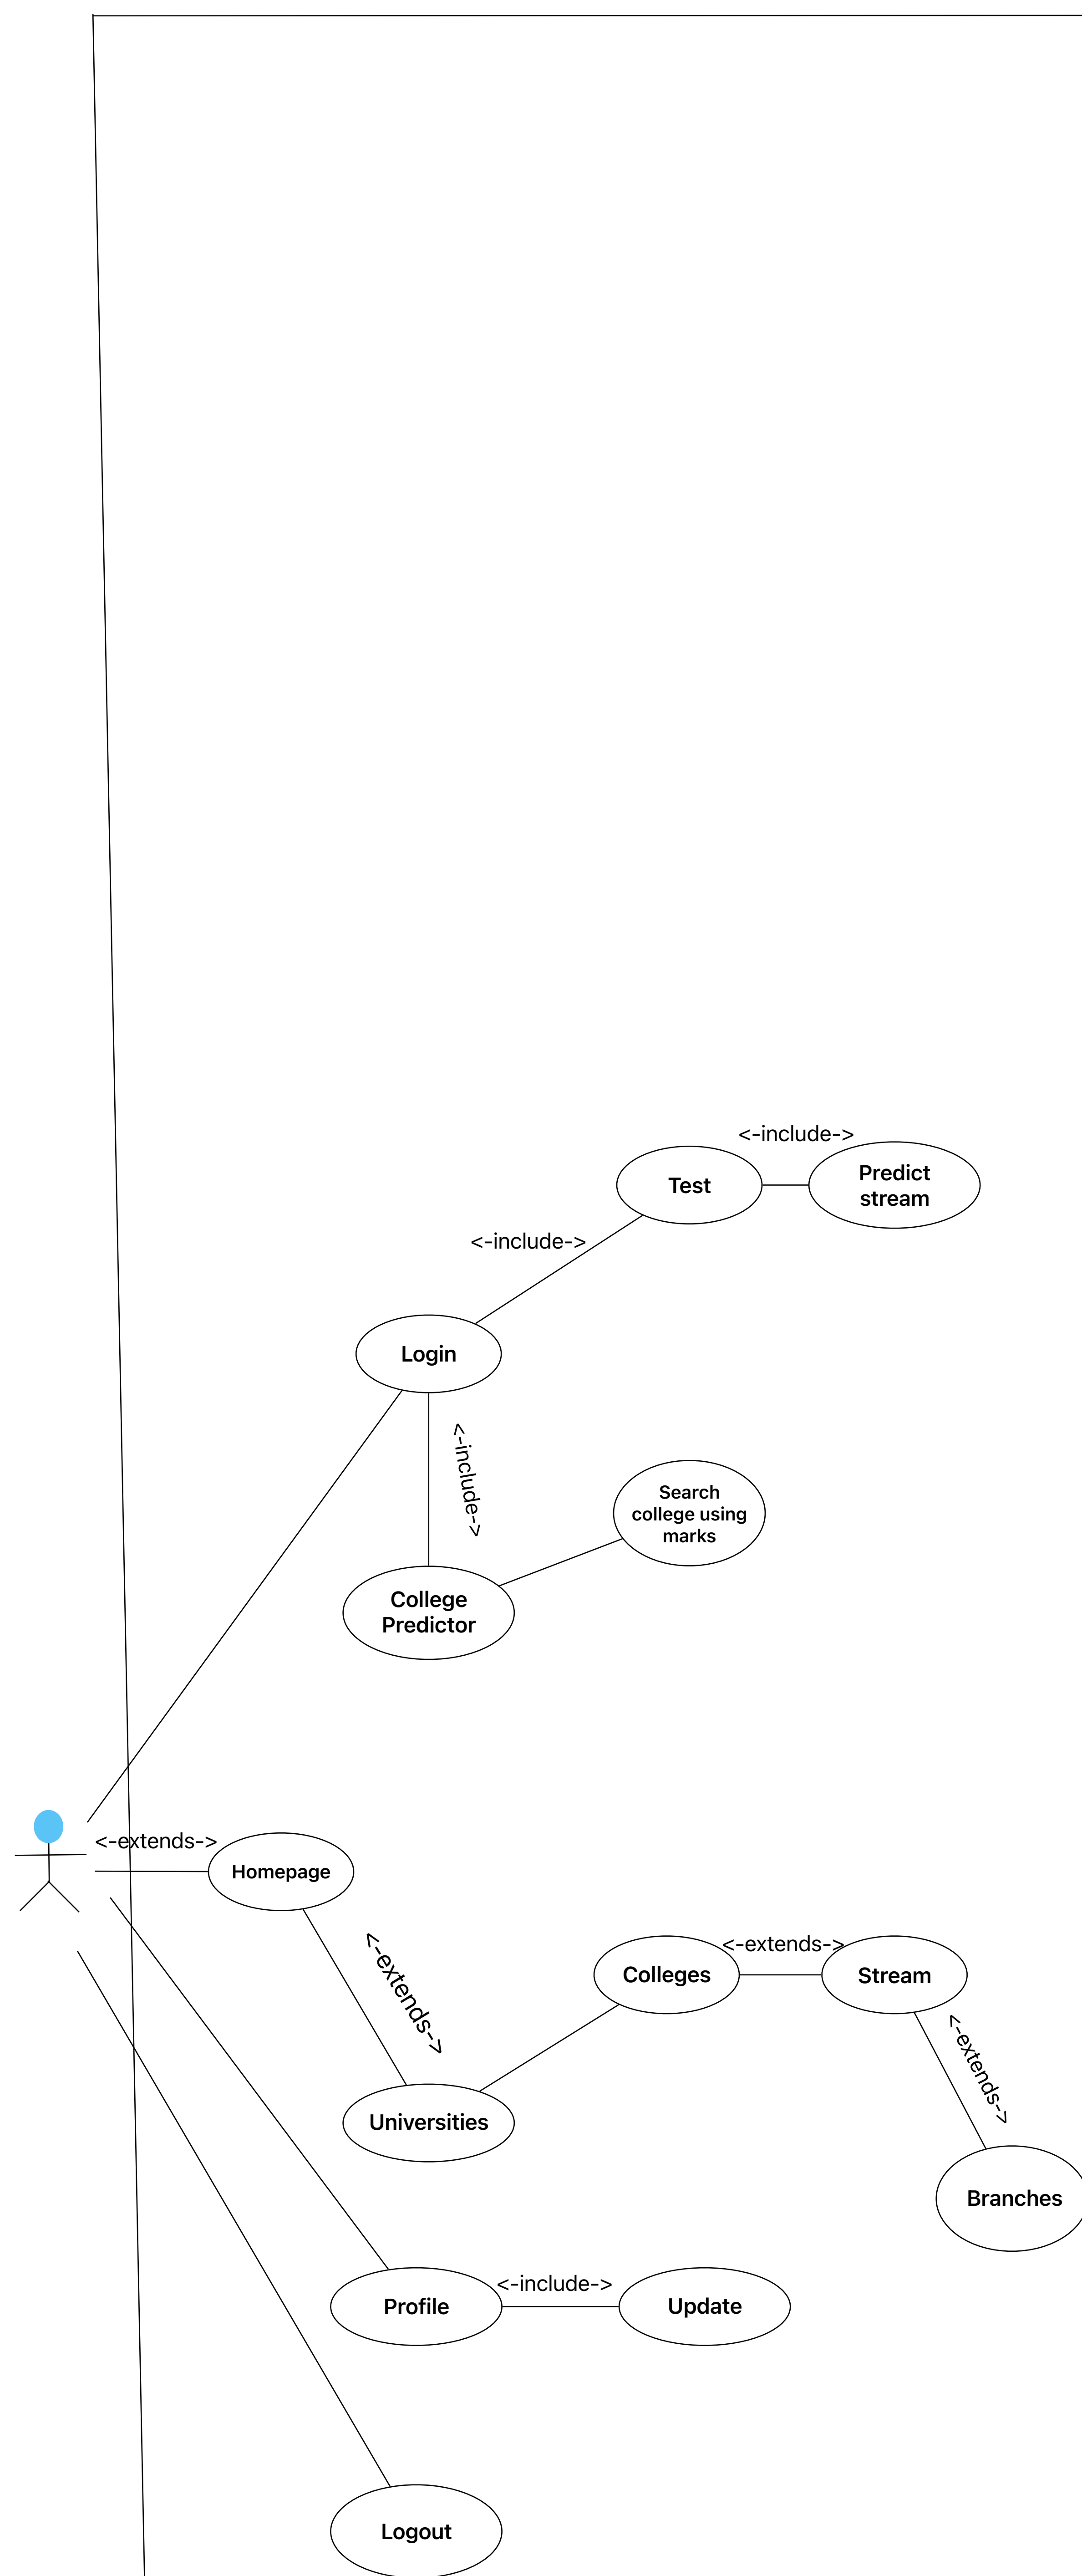 <-include->
Predict
stream
Test
<-include->
Login
<-include->
Search
college using
marks
College
Predictor
<-extends->
Homepage
<-extends->
<-extends->
Colleges
Stream
<-extends->
Universities
Branches
<-include->
Profile
Update
Logout